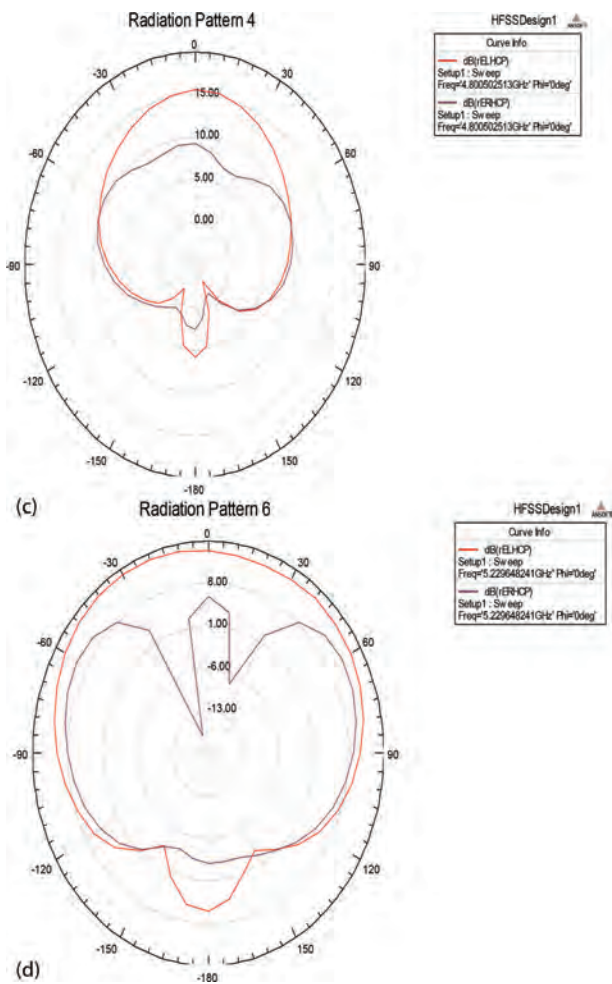 Radiation Pattern 4
HFSSDesign1
ANSOFT
Curve Info
dB(rELHCP)
Setup1 : Sweep
Freq='4.800502513GHz' Phi='0deg'
dB(rERHCP)
Setup1 : Sweep
Freq='4.800502513GHz' Phi='0deg'
0
-30
30
15.00
10.00
-60
60
5.00
0.00
-90
90
-120
120
-150
150
-180
(c)
Radiation Pattern 6
HFSSDesign1
ANSOFT
Curve Info
dB(rELHCP)
Setup1 : Sweep
Freq='5.229648241GHz' Phi='0deg'
dB(rERHCP)
Setup1 : Sweep
Freq='5.229648241GHz' Phi='0deg'
0
-30
30
8.00
1.00
-60
60
-6.00
-13.00
-90
90
-120
120
-150
150
-180
(d)